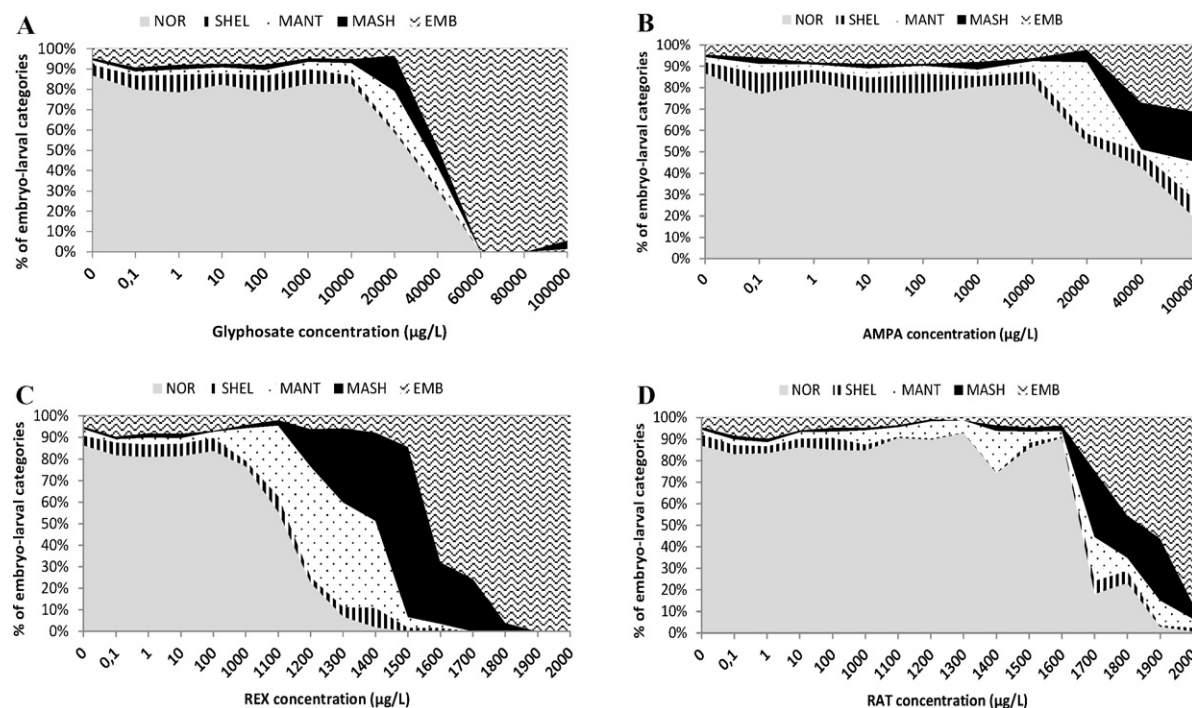 A
NOR SHEL MANT MASH EMB
% of embryo-larval categories
100%
90%
80%
70%
60%
50%
40%
30%
20%
10%
0%
0 0,1 1 10 100 1000 10000 20000 40000 60000 80000 100000
Glyphosate concentration (µg/L)
B
NOR SHEL MANT MASH EMB
% of embryo-larval categories
100%
90%
80%
70%
60%
50%
40%
30%
20%
10%
0%
0 0,1 1 10 100 1000 10000 20000 40000 100000
AMPA concentration (µg/L)
C
NOR SHEL MANT MASH EMB
% of embryo-larval categories
100%
90%
80%
70%
60%
50%
40%
30%
20%
10%
0%
0 0,1 1 10 100 1000 1100 1200 1300 1400 1500 1600 1700 1800 1900 2000
REX concentration (µg/L)
D
NOR SHEL MANT MASH EMB
% of embryo-larval categories
100%
90%
80%
70%
60%
50%
40%
30%
20%
10%
0%
0 0,1 1 10 100 1000 1100 1200 1300 1400 1500 1600 1700 1800 1900 2000
RAT concentration (µg/L)